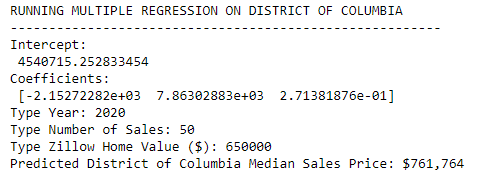 RUNNING MULTIPLE REGRESSION ON DISTRICT OF COLUMBIA
-------------------------------------------------------
Intercept:
 4540715.252833454
Coefficients:
 [-2.15272282e+03  7.86302883e+03  2.71381876e-01]
Type Year: 2020
Type Number of Sales: 50
Type Zillow Home Value ($): 650000
Predicted District of Columbia Median Sales Price: $761,764